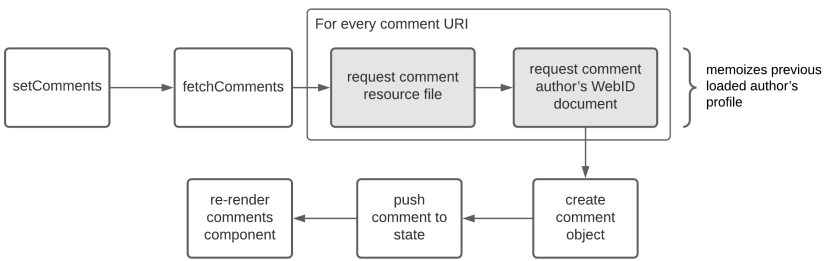 For every comment URI
setComments
fetchComments
request comment
resource file
request comment
author's WebID
document
memoizes previous
loaded author's
profile
re-render
comments
component
push
comment to
state
create
comment
object